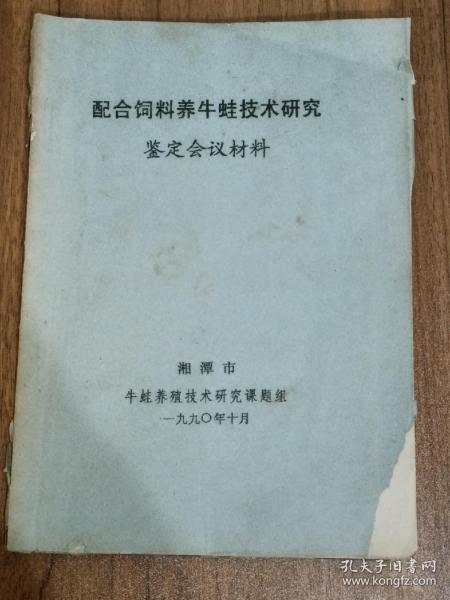 配合饲料养牛蛙技术研究
鉴定会议材料
湘潭市
牛蛙养殖技术研究课题组
一九九〇年十月
孔夫子旧书网
www.kongfz.com